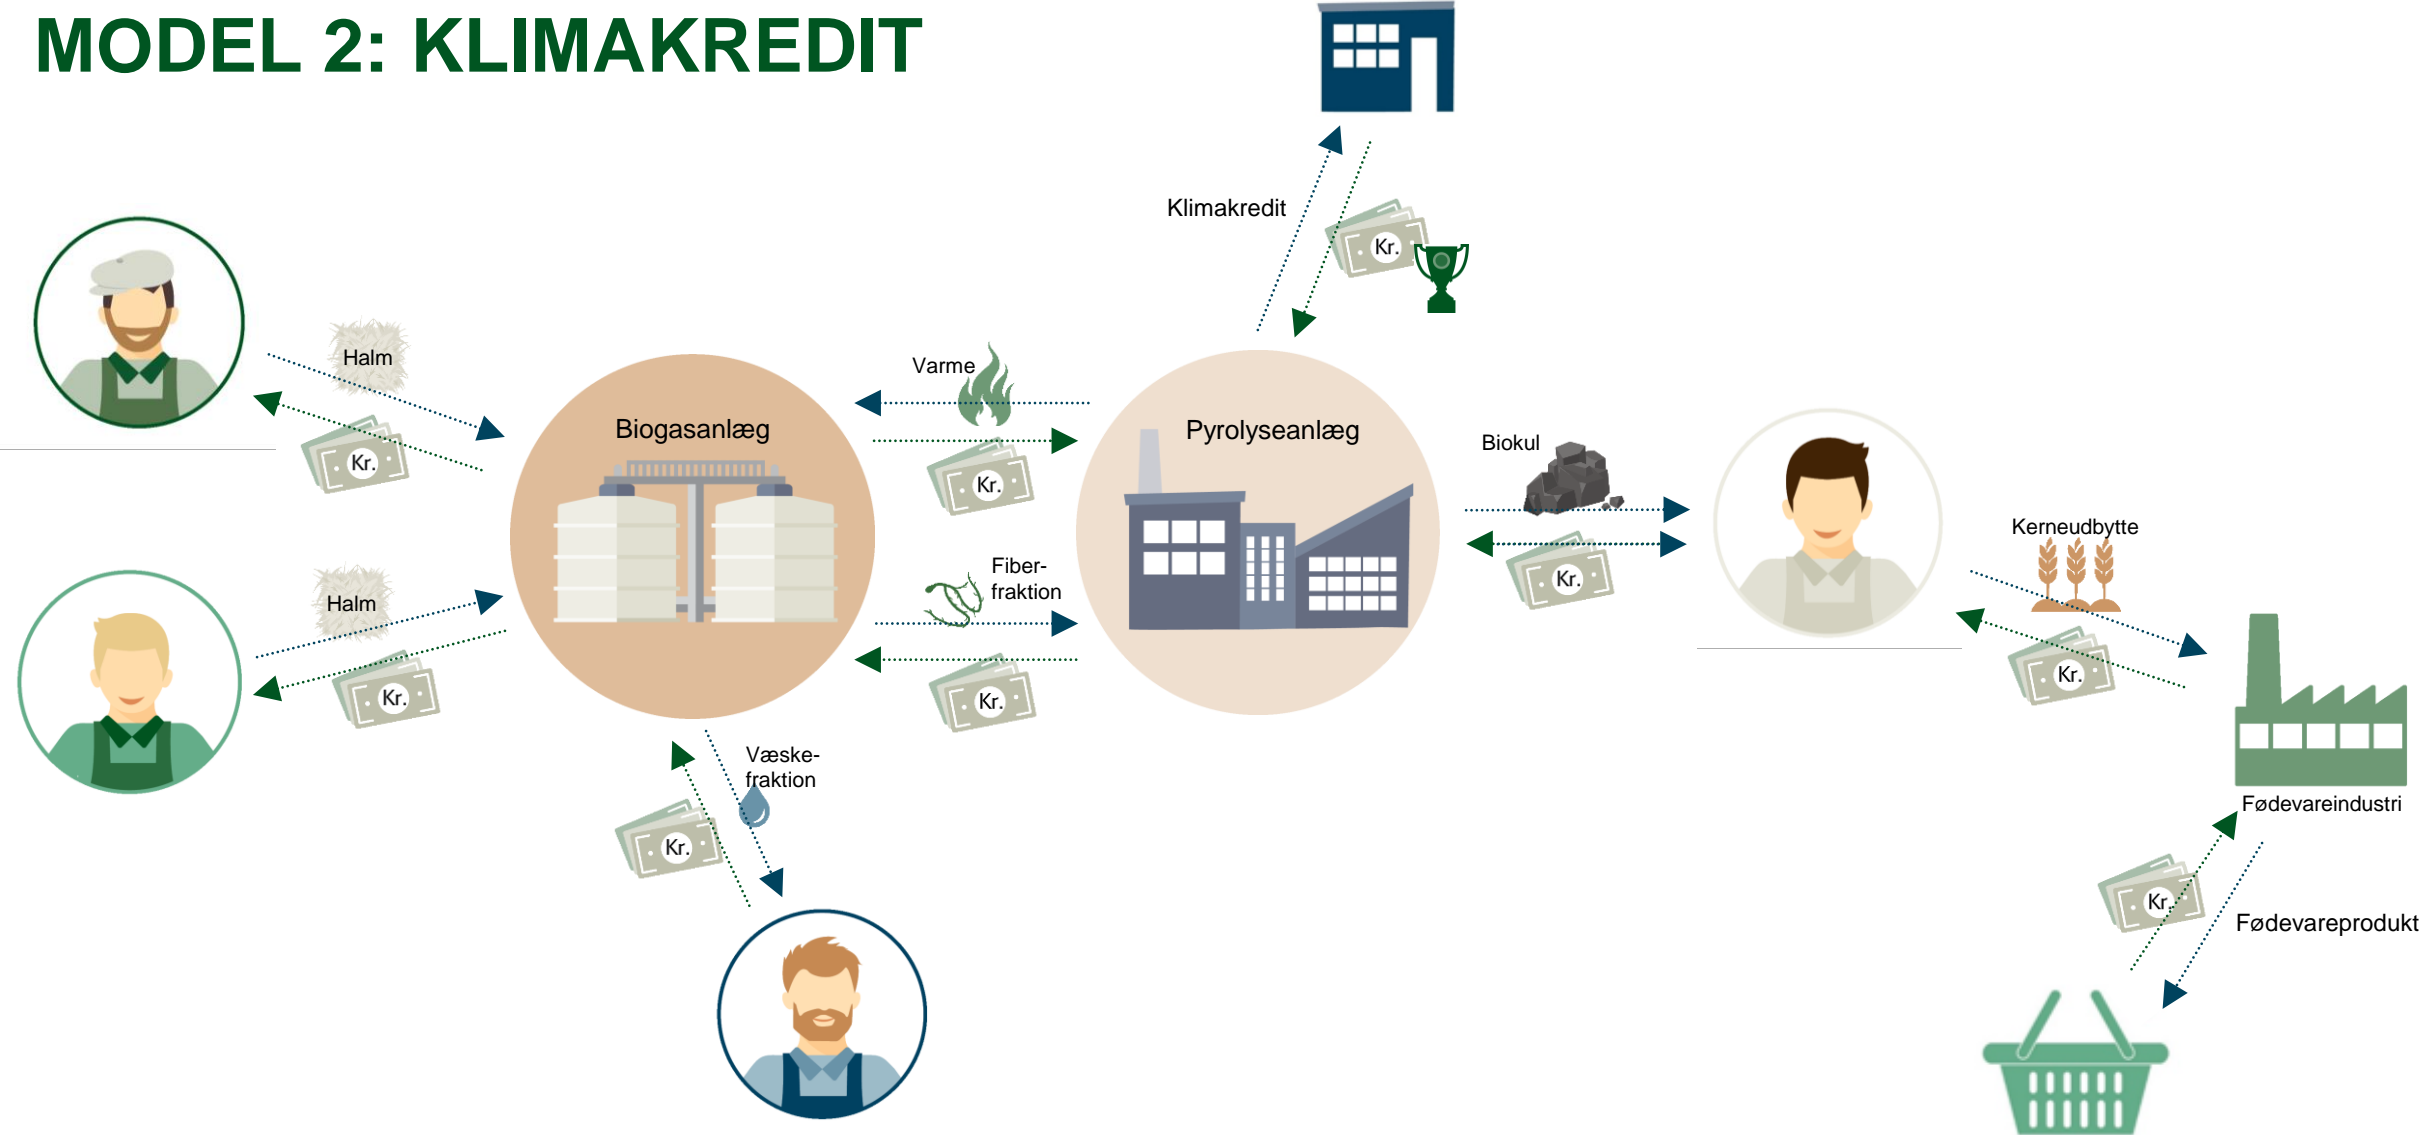 MODEL 2: KLIMAKREDIT
Klimakredit
Kr.
Halm
Kr.
Varme
Kr.
Biogasanlæg
Pyrolyseanlæg
Biokul
Kr.
Kerneudbytte
Kr.
Halm
Kr.
Fiber-
fraktion
Kr.
Væske-
fraktion
Kr.
Fødevareindustri
Kr.
Fødevareprodukt